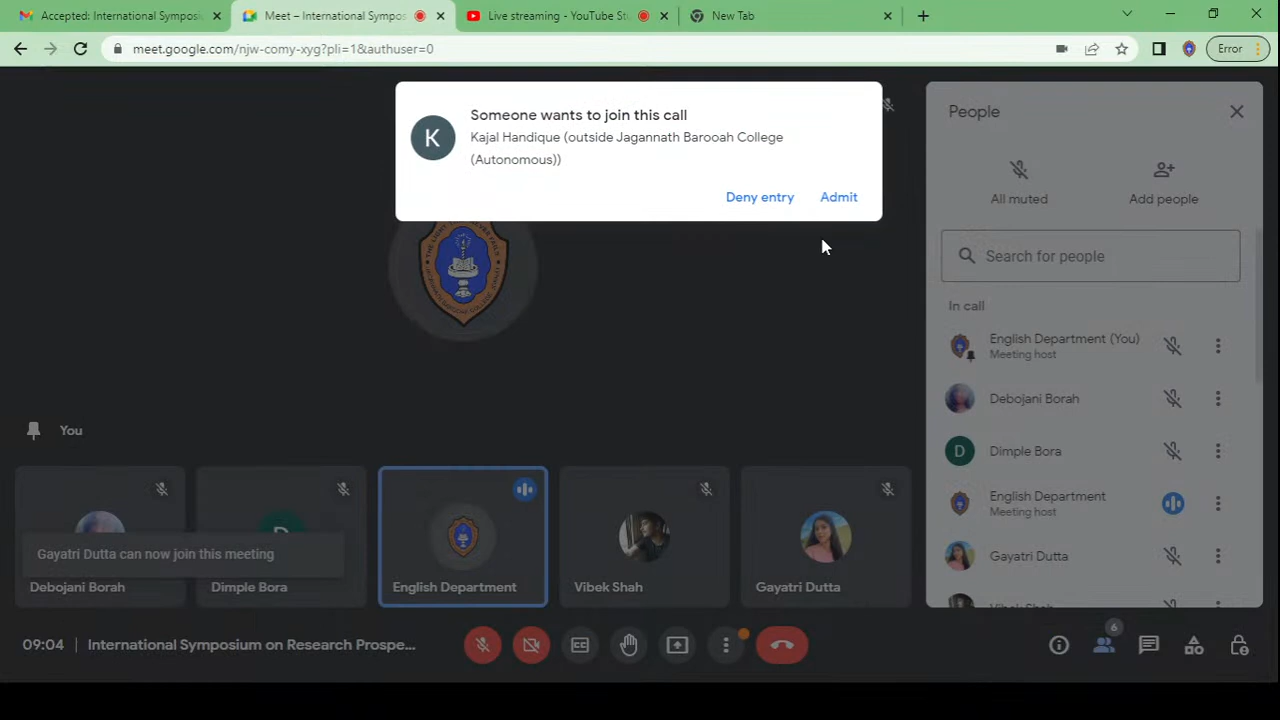 Accepted: International Symposi
Meet – International Sympos
Live streaming - YouTube Stu
New Tab
meet.google.com/njw-comy-xyg?pli=1&authuser=0
Error
Someone wants to join this call
K
Kajal Handique (outside Jagannath Barooah College
(Autonomous))
Deny entry
Admit
People
All muted
Add people
Search for people
In call
English Department (You)
Meeting host
Debojani Borah
D
Dimple Bora
English Department
Meeting host
Gayatri Dutta
Vibek Shah
You
Gayatri Dutta can now join this meeting
Debojani Borah
Dimple Bora
English Department
Vibek Shah
Gayatri Dutta
09:04 | International Symposium on Research Prospe...
CC
6